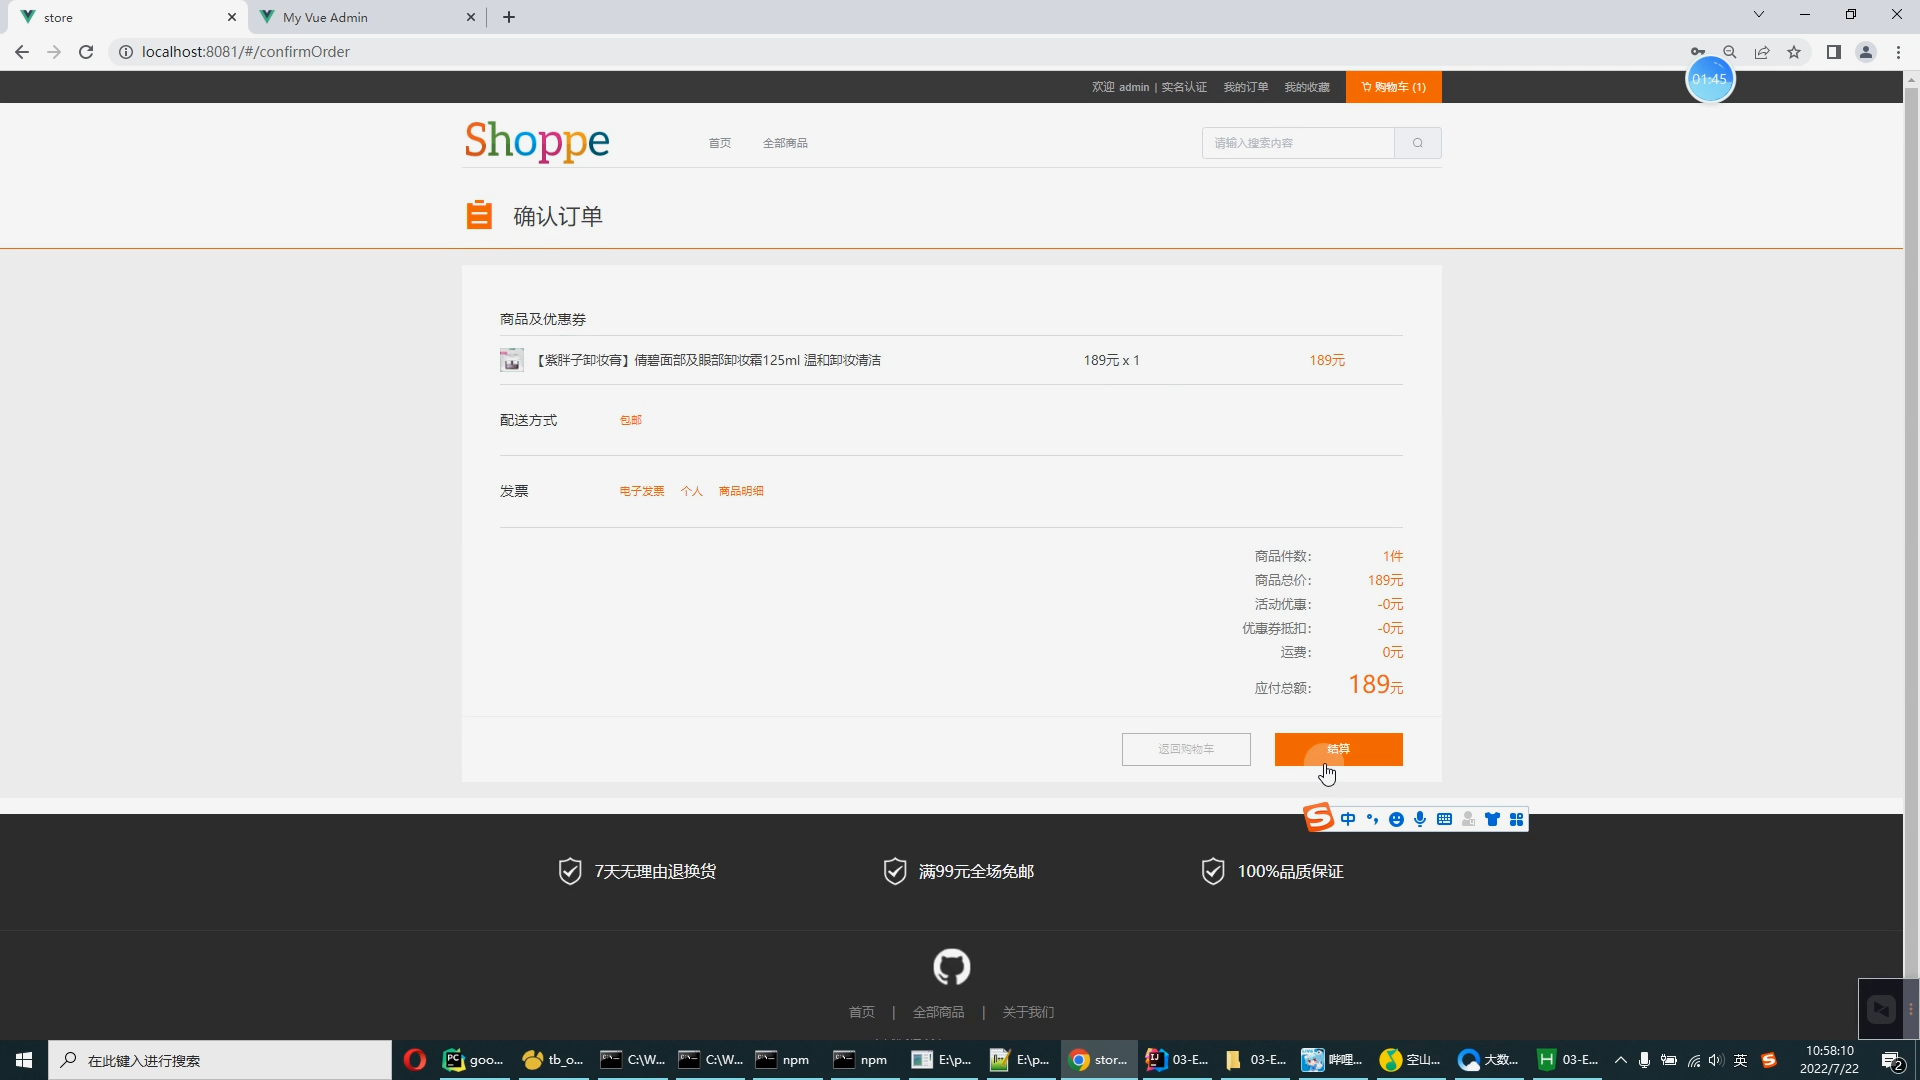 store
My Vue Admin
localhost:8081/#/confirmOrder
欢迎 admin | 实名认证 我的订单 我的收藏 购物车 (1)
01:45
Shoppe
首页 全部商品
请输入搜索内容
确认订单
商品及优惠券
【紫胖子卸妆膏】倩碧面部及眼部卸妆霜125ml 温和卸妆清洁 189元 x 1 189元
配送方式 包邮
发票 电子发票 个人 商品明细
商品件数: 1件
商品总价: 189元
活动优惠: -0元
优惠券抵扣: -0元
运费: 0元
应付总额: 189元
返回购物车 结算
中
7天无理由退换货 满99元全场免邮 100%品质保证
首页 | 全部商品 | 关于我们
在此键入进行搜索
goo... tb_o... C:\W... C:\W... npm npm E:\p... E:\p... stor... 03-E... 03-E... 哔哩... 空山... 大数... 03-E...
英
10:58:10
2022/7/22
2